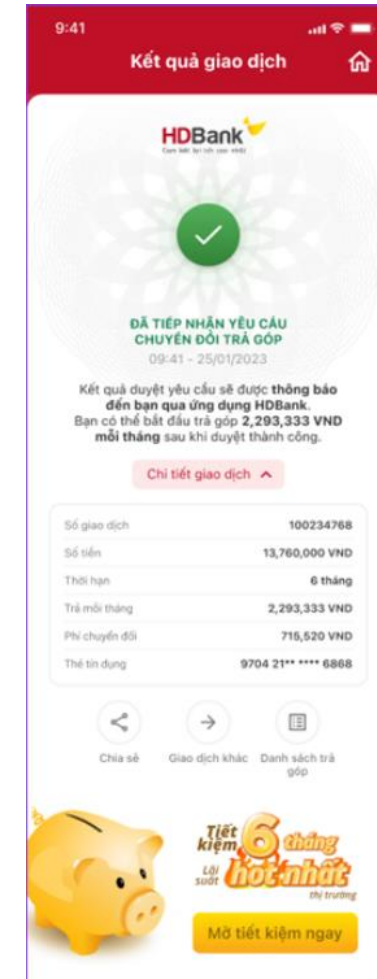 9:41
Kết quả giao dịch
HDBank
Cam kết lợi ích cao nhất
ĐÃ TIẾP NHẬN YÊU CẦU
CHUYỂN ĐỔI TRẢ GÓP
09:41 - 25/01/2023
Kết quả duyệt yêu cầu sẽ được thông báo
đến bạn qua ứng dụng HDBank.
Bạn có thể bắt đầu trả góp 2,293,333 VND
mỗi tháng sau khi duyệt thành công.
Chi tiết giao dịch
Số giao dịch 100234768
Số tiền 13,760,000 VND
Thời hạn 6 tháng
Trả mỗi tháng 2,293,333 VND
Phí chuyển đổi 715,520 VND
Thẻ tín dụng 9704 21** **** 6868
Chia sẻ Giao dịch khác Danh sách trả
góp
Tiết
kiệm 6 tháng
Lãi
suất hot nhất
thị trường
Mở tiết kiệm ngay